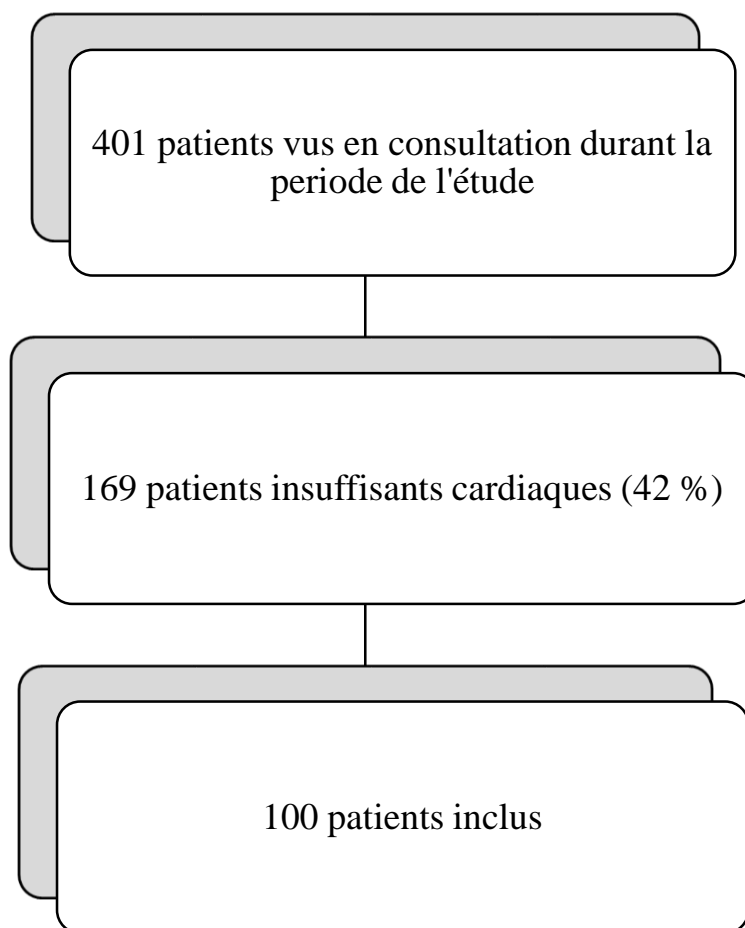 401 patients vus en consultation durant la
periode de l'étude
169 patients insuffisants cardiaques (42 %)
100 patients inclus